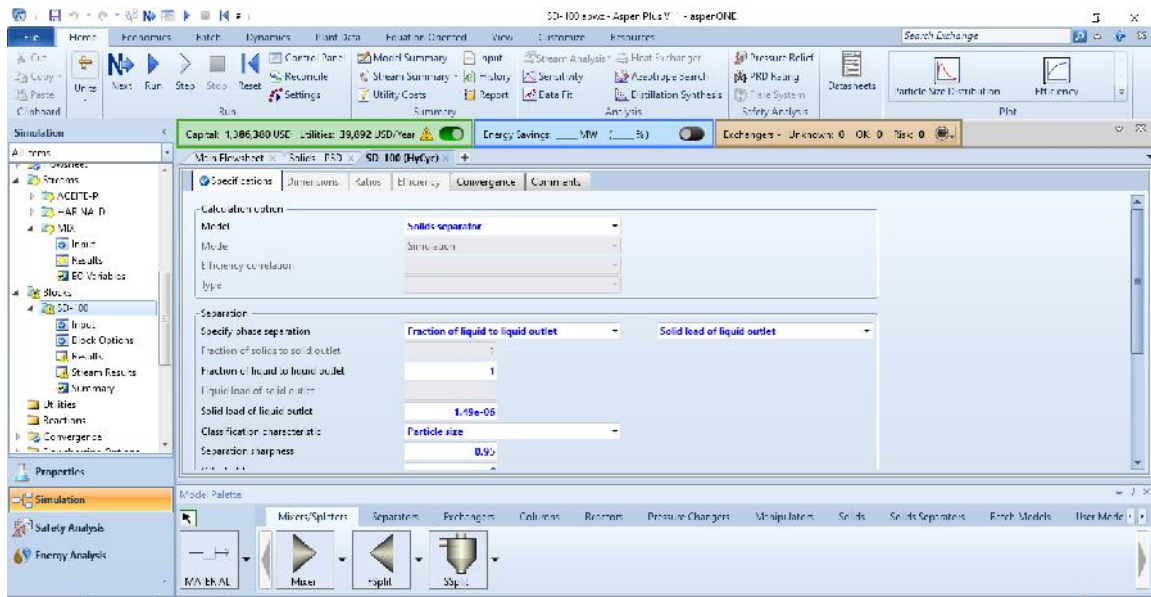 SD-100.apwz - Aspen Plus V11 - aspenONE
File Home Economics Batch Dynamics Plant Data Equation Oriented View Customize Resources Search Exchange
Cut Copy Paste Clipboard
Units
Next Run Step Stop Reset Control Panel Reconcile Settings Run
Model Summary Input Stream Summary History Utility Costs Report Summary
Stream Analysis Heat Exchanger Sensitivity Azeotrope Search Data Fit Distillation Synthesis Analysis
Pressure Relief PRD Rating Flare System Safety Analysis
Datasheets
Particle Size Distribution Efficiency Plot
Simulation
Capital: 1,386,380 USD Utilities: 39,892 USD/Year Energy Savings: ____ MW (____%) Exchangers - Unknown: 0 OK: 0 Risk: 0
All Items
Main Flowsheet Solids - PSD SD-100 (HyCyc) +
Streams
ACEITE-P
MIX
Input
Results
EO Variables
Blocks
SD-100
Input
Block Options
Results
Stream Results
Summary
Utilities
Reactions
Convergence
Specifications Dimensions Ratios Efficiency Convergence Comments
Calculation option
Model Solids separator
Mode Simulation
Efficiency correlation
Type
Separation
Specify phase separation Fraction of liquid to liquid outlet Solid load of liquid outlet
Fraction of solids to solid outlet 1
Fraction of liquid to liquid outlet 1
Liquid load of solid outlet
Solid load of liquid outlet 1.49e-06
Classification characteristic Particle size
Separation sharpness 0.95
Properties
Simulation
Safety Analysis
Energy Analysis
Model Palette
Mixers/Splitters Separators Exchangers Columns Reactors Pressure Changers Manipulators Solids Solids Separators Batch Models User Mode
MATERIAL Mixer FSplit SSplit